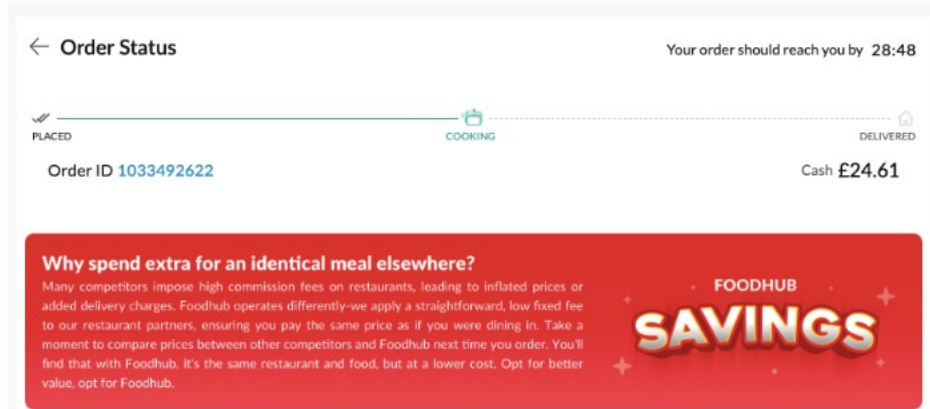 Order Status
Your order should reach you by 28:48
PLACED
COOKING
DELIVERED
Order ID 1033492622
Cash £24.61
Why spend extra for an identical meal elsewhere?
Many competitors impose high commission fees on restaurants, leading to inflated prices or
added delivery charges. Foodhub operates differently-we apply a straightforward, low fixed fee
to our restaurant partners, ensuring you pay the same price as if you were dining in. Take a
moment to compare prices between other competitors and Foodhub next time you order. You'll
find that with Foodhub, it's the same restaurant and food, but at a lower cost. Opt for better
value, opt for Foodhub.
FOODHUB
SAVINGS